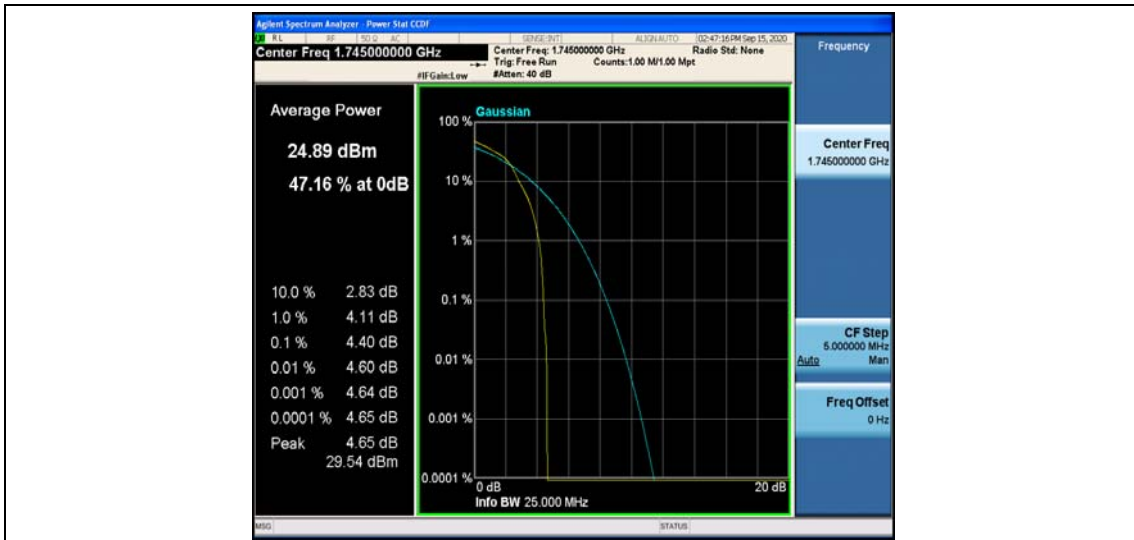 Agilent Spectrum Analyzer - Power Stat CCDF
RL RF 50 Ω AC SENSE:INT ALIGN AUTO 02:47:16 PM Sep 15, 2020
Center Freq 1.745000000 GHz
Center Freq: 1.745000000 GHz Radio Std: None
Trig: Free Run Counts:1.00 M/1.00 Mpt
#IFGain:Low #Atten: 40 dB
Frequency
Average Power
24.89 dBm
47.16 % at 0dB
10.0 % 2.83 dB
1.0 % 4.11 dB
0.1 % 4.40 dB
0.01 % 4.60 dB
0.001 % 4.64 dB
0.0001 % 4.65 dB
Peak 4.65 dB
29.54 dBm
Gaussian
100 %
10 %
1 %
0.1 %
0.01 %
0.001 %
0.0001 %
0 dB 20 dB
Info BW 25.000 MHz
Center Freq
1.745000000 GHz
CF Step
5.000000 MHz
Auto Man
Freq Offset
0 Hz
MSG STATUS